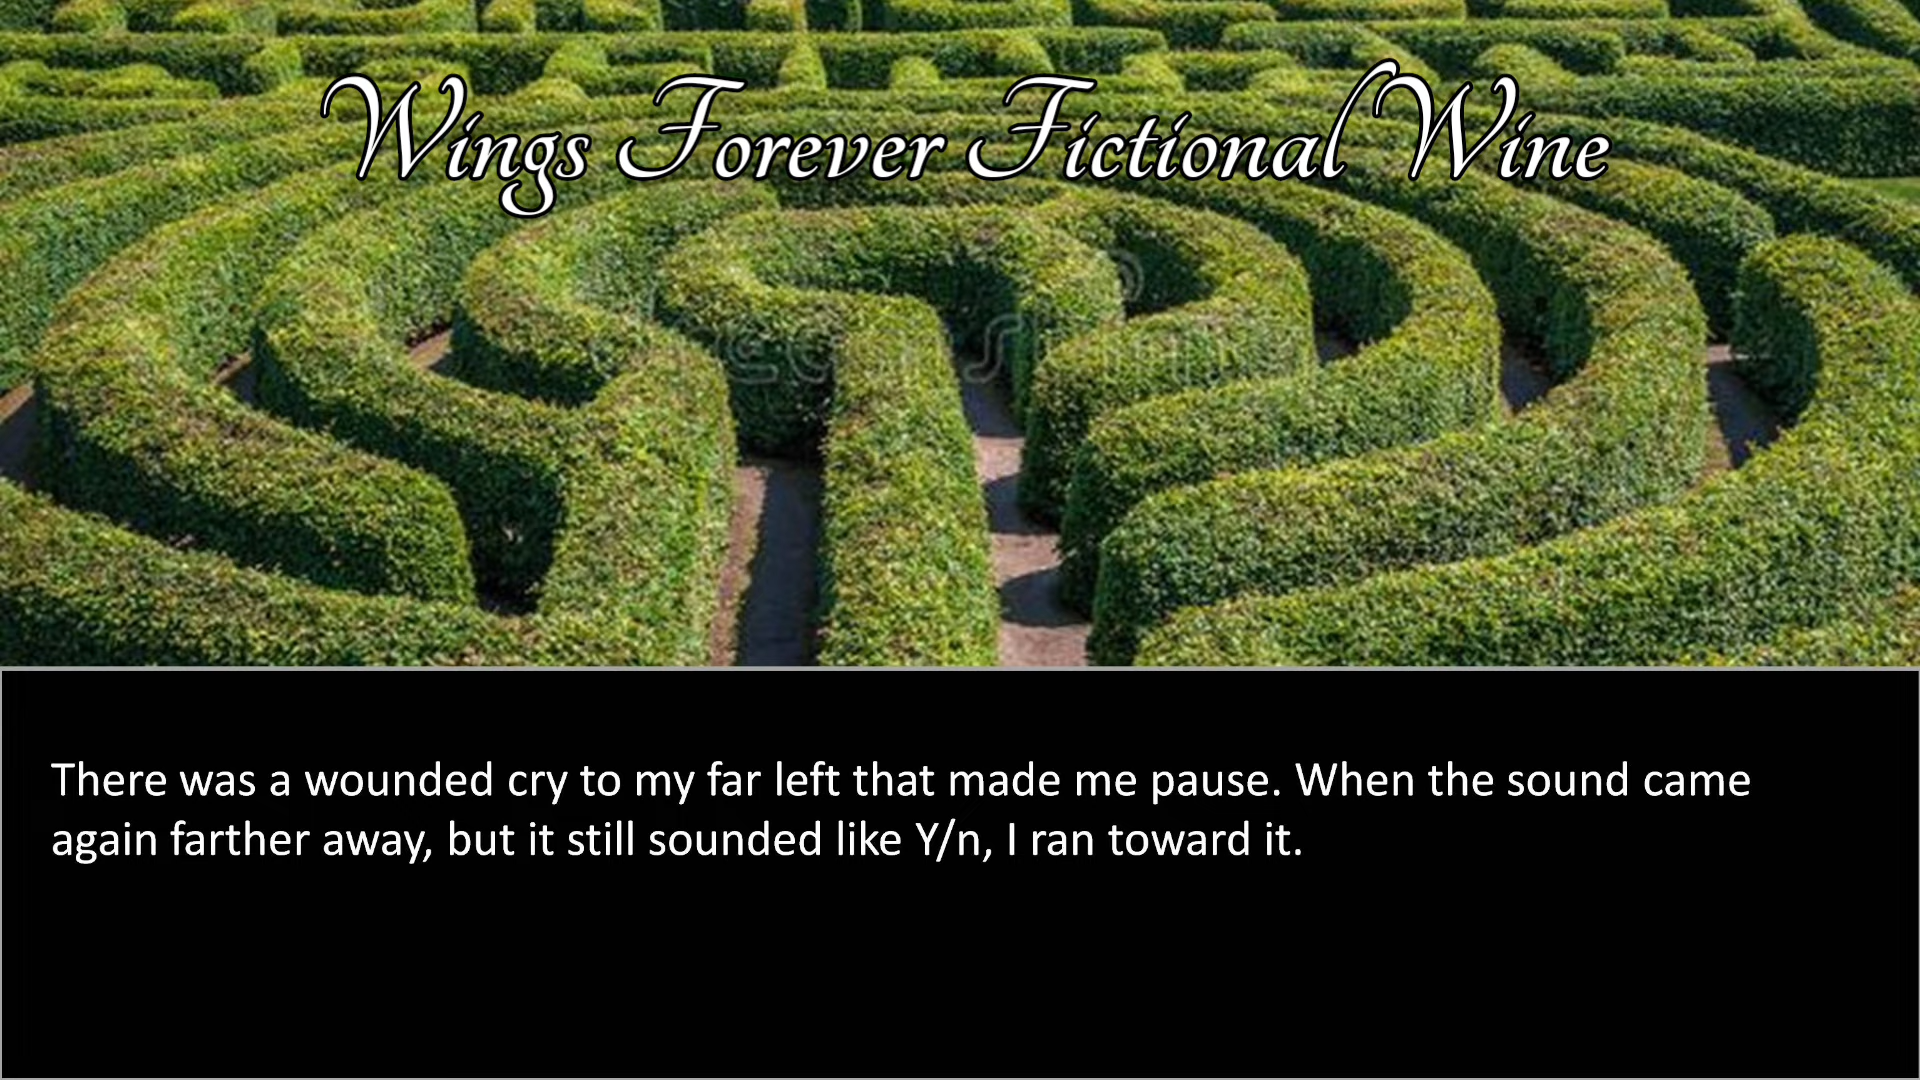 Wings Forever Fictional Wine
There was a wounded cry to my far left that made me pause. When the sound came
again farther away, but it still sounded like Y/n, I ran toward it.